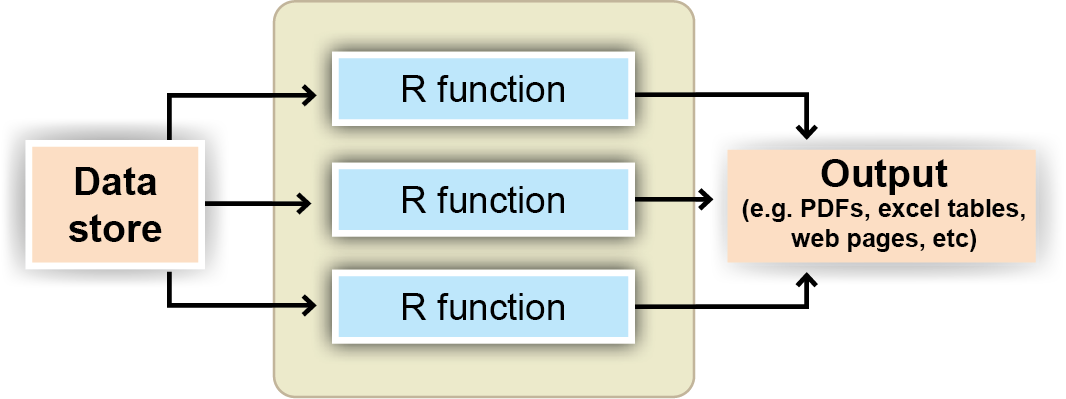 Data
store
R function
R function
R function
Output
(e.g. PDFs, excel tables,
web pages, etc)